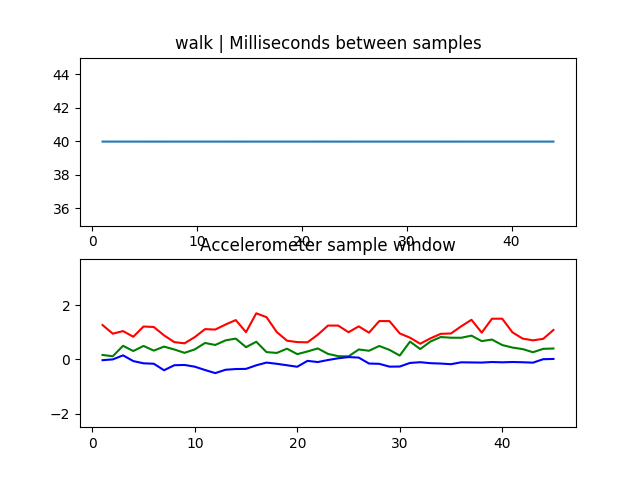 walk | Milliseconds between samples
44
42
40
38
36
0 10 20 30 40
Accelerometer sample window
2
0
−2
0 10 20 30 40